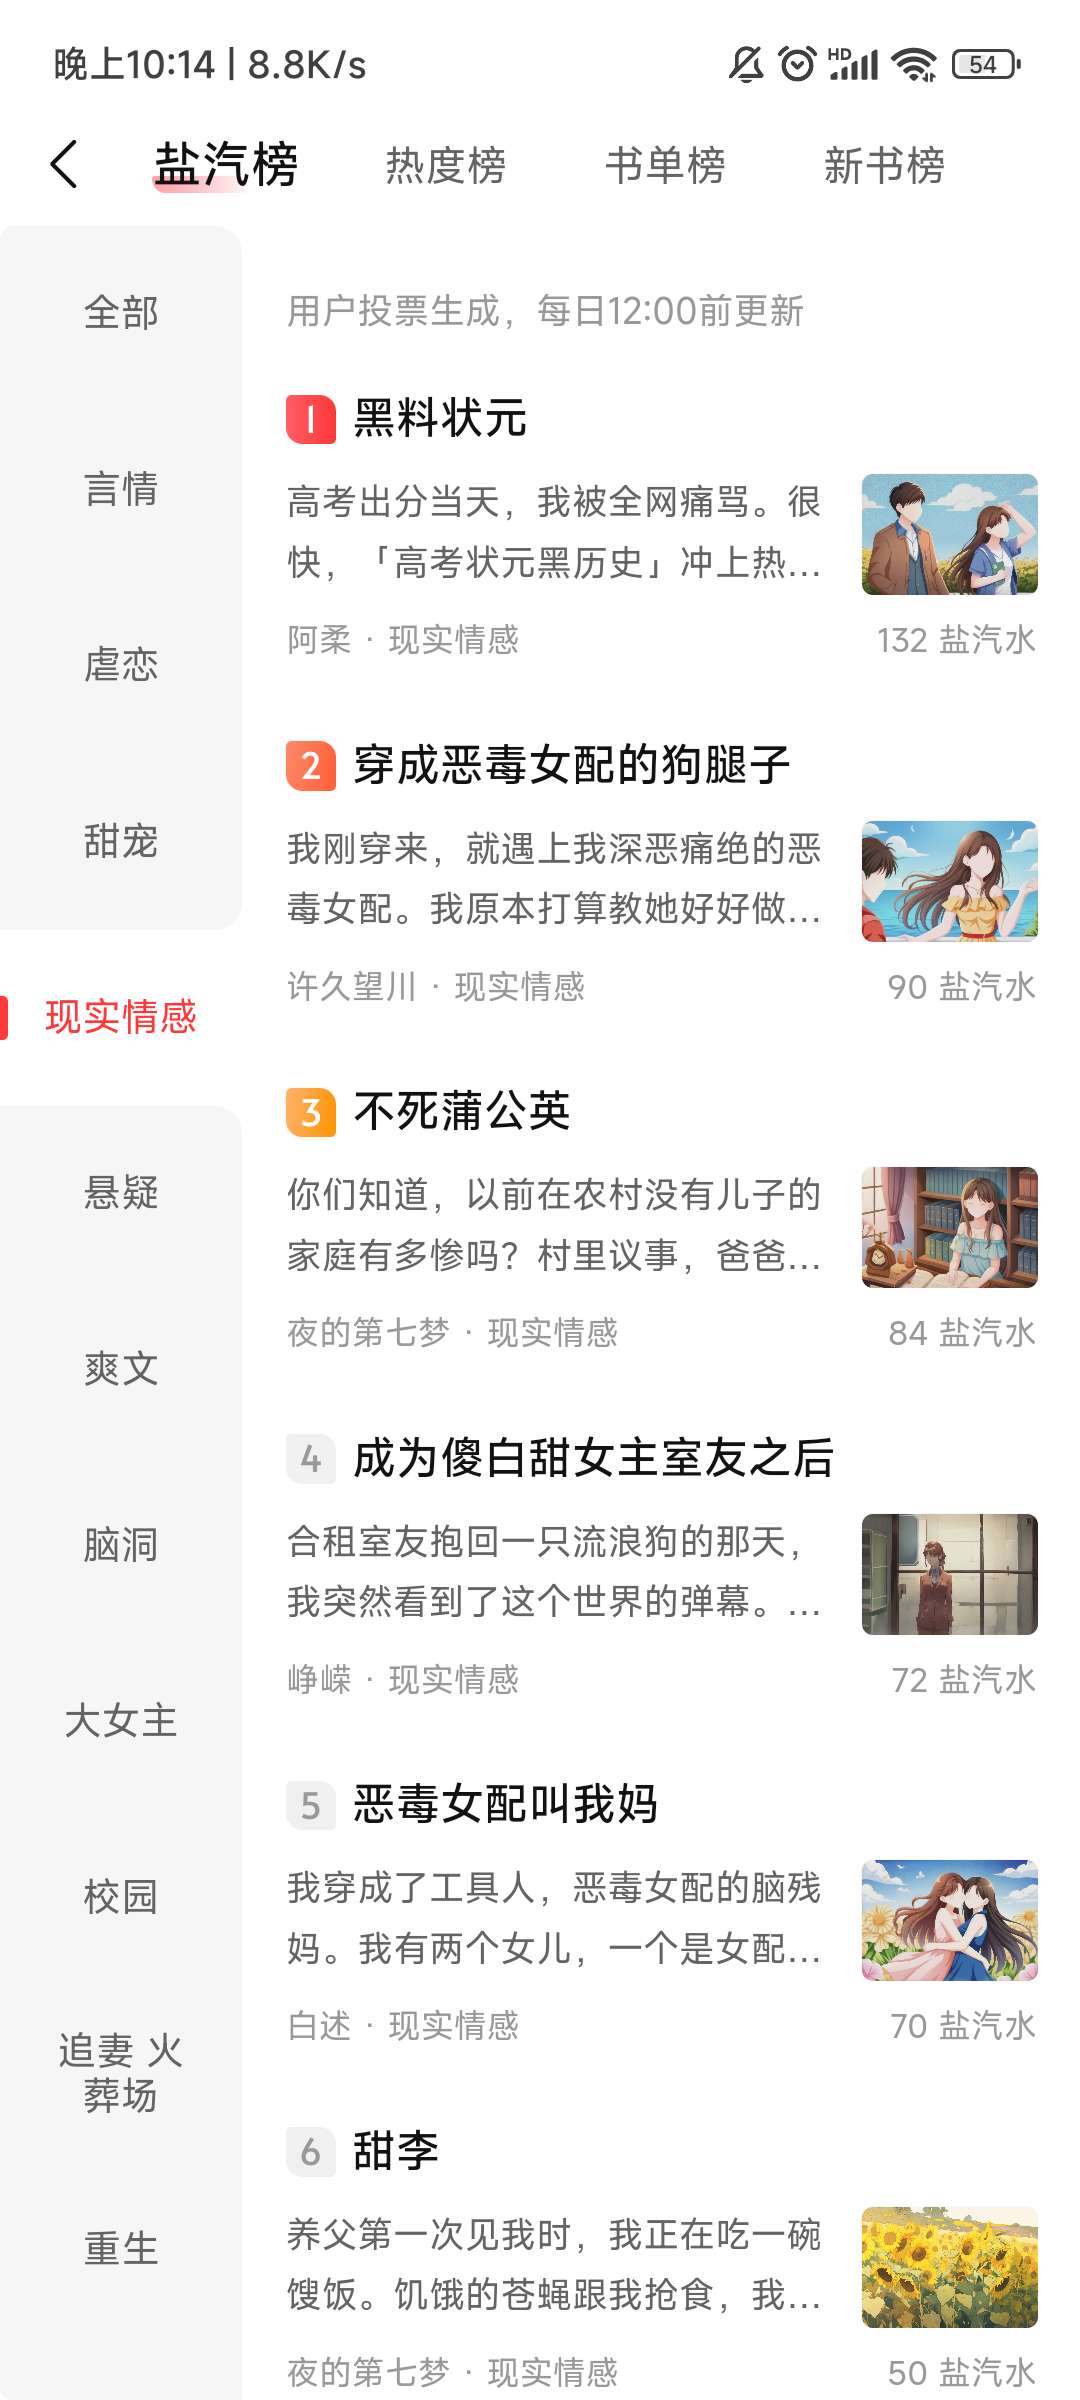 晚上10:14 | 8.8K/s
HD
54
盐汽榜 热度榜 书单榜 新书榜
全部
言情
虐恋
甜宠
现实情感
悬疑
爽文
脑洞
大女主
校园
追妻 火
葬场
重生
用户投票生成，每日12:00前更新
1 黑料状元
高考出分当天，我被全网痛骂。很
快，「高考状元黑历史」冲上热...
阿柔 · 现实情感
132 盐汽水
2 穿成恶毒女配的狗腿子
我刚穿来，就遇上我深恶痛绝的恶
毒女配。我原本打算教她好好做...
许久望川 · 现实情感
90 盐汽水
3 不死蒲公英
你们知道，以前在农村没有儿子的
家庭有多惨吗？村里议事，爸爸...
夜的第七梦 · 现实情感
84 盐汽水
4 成为傻白甜女主室友之后
合租室友抱回一只流浪狗的那天，
我突然看到了这个世界的弹幕。...
峥嵘 · 现实情感
72 盐汽水
5 恶毒女配叫我妈
我穿成了工具人，恶毒女配的脑残
妈。我有两个女儿，一个是女配...
白述 · 现实情感
70 盐汽水
6 甜李
养父第一次见我时，我正在吃一碗
馊饭。饥饿的苍蝇跟我抢食，我...
夜的第七梦 · 现实情感
50 盐汽水